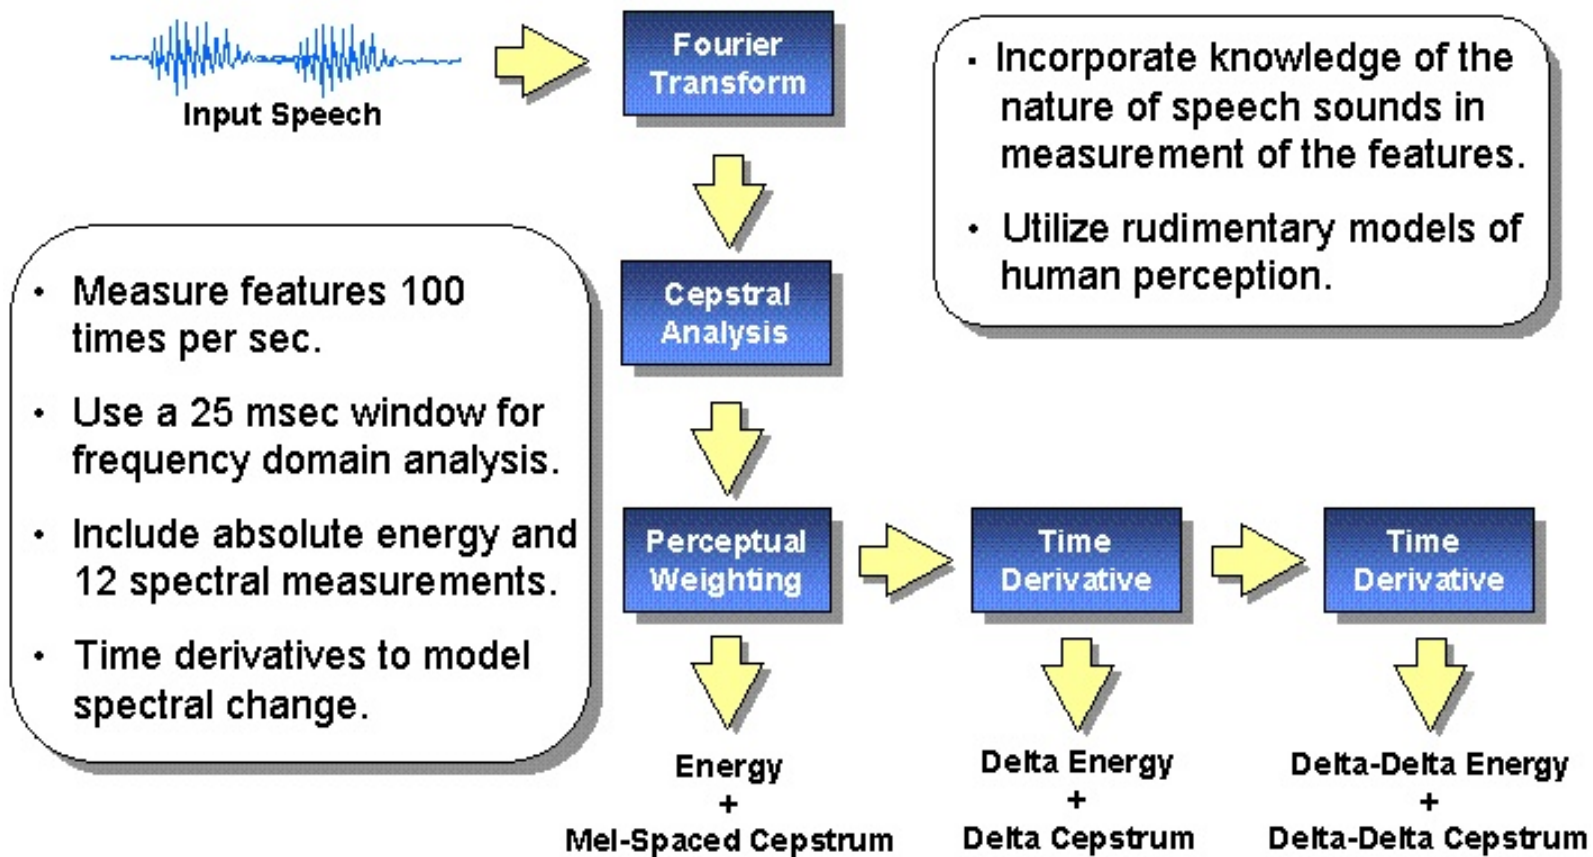 Input Speech
Fourier
Transform
• Incorporate knowledge of the
nature of speech sounds in
measurement of the features.
• Utilize rudimentary models of
human perception.
• Measure features 100
times per sec.
• Use a 25 msec window for
frequency domain analysis.
• Include absolute energy and
12 spectral measurements.
• Time derivatives to model
spectral change.
Cepstral
Analysis
Perceptual
Weighting
Time
Derivative
Time
Derivative
Energy
+
Mel-Spaced Cepstrum
Delta Energy
+
Delta Cepstrum
Delta-Delta Energy
+
Delta-Delta Cepstrum